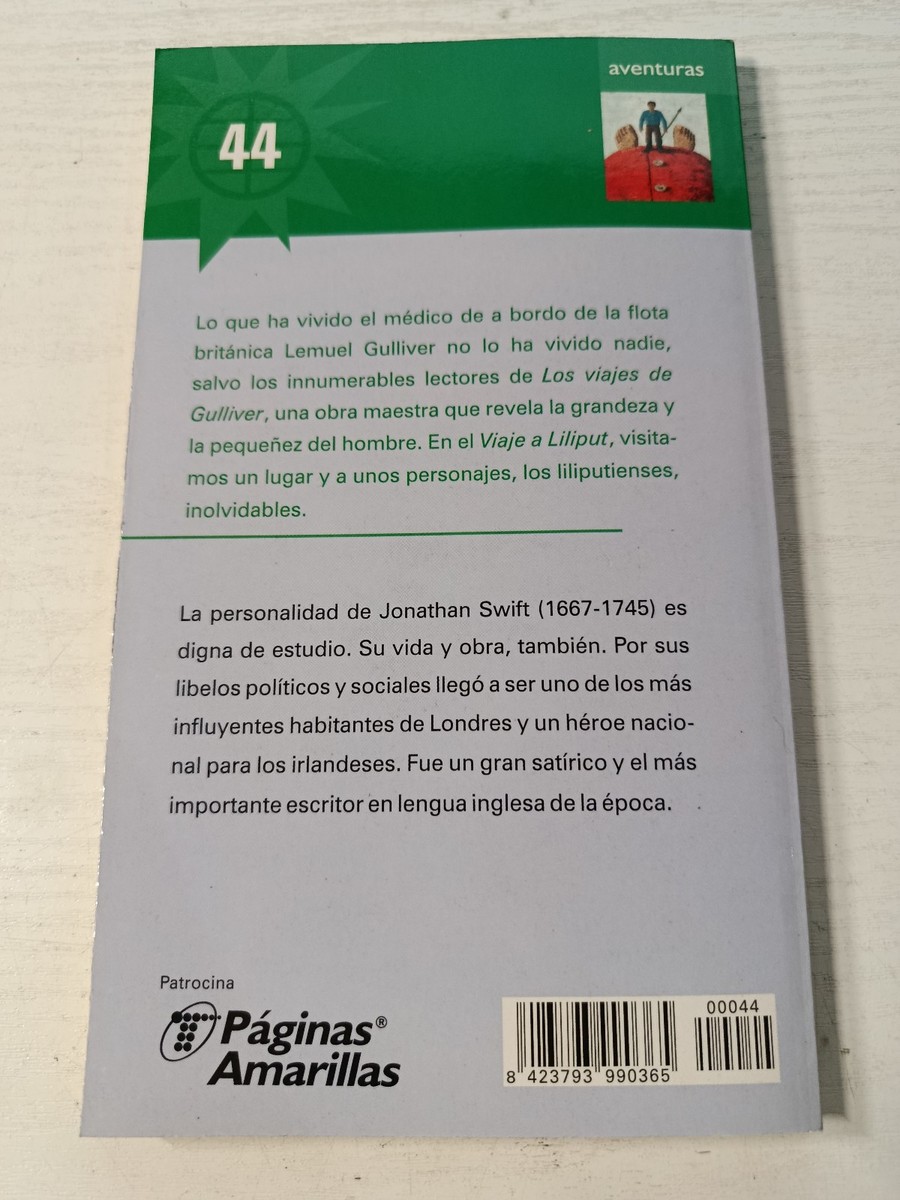 aventuras
44
Lo que ha vivido el médico de a bordo de la flota
británica Lemuel Gulliver no lo ha vivido nadie,
salvo los innumerables lectores de Los viajes de
Gulliver, una obra maestra que revela la grandeza y
la pequeñez del hombre. En el Viaje a Liliput, visita-
mos un lugar y a unos personajes, los liliputienses,
inolvidables.
La personalidad de Jonathan Swift (1667-1745) es
digna de estudio. Su vida y obra, también. Por sus
libelos políticos y sociales llegó a ser uno de los más
influyentes habitantes de Londres y un héroe nacio-
nal para los irlandeses. Fue un gran satírico y el más
importante escritor en lengua inglesa de la época.
Patrocina
Páginas®
Amarillas
00044
8 423793 990365